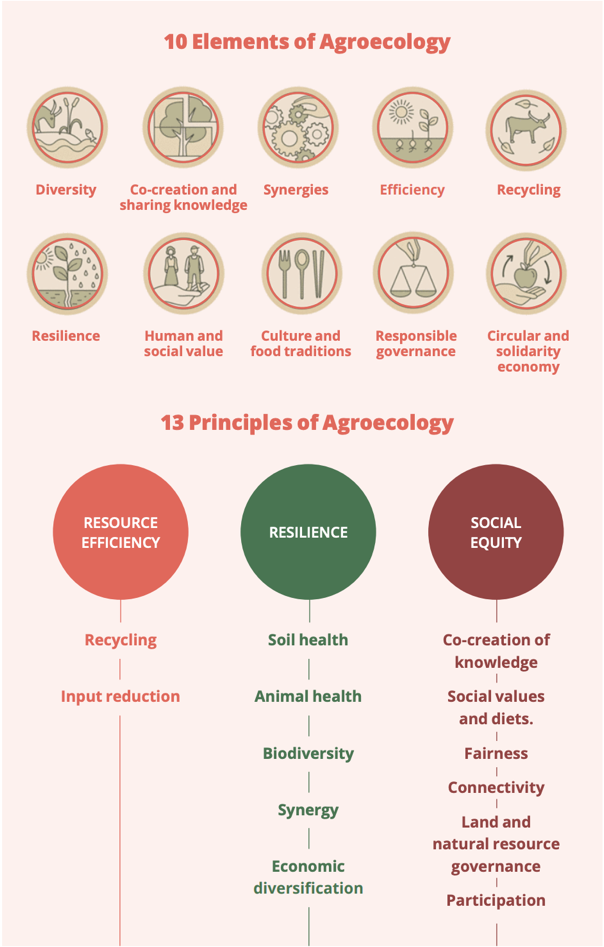 10 Elements of Agroecology
Diversity
Co-creation and
sharing knowledge
Synergies
Efficiency
Recycling
Resilience
Human and
social value
Culture and
food traditions
Responsible
governance
Circular and
solidarity
economy
13 Principles of Agroecology
RESOURCE
EFFICIENCY
Recycling
Input reduction
RESILIENCE
Soil health
Animal health
Biodiversity
Synergy
Economic
diversification
SOCIAL
EQUITY
Co-creation of
knowledge
Social values
and diets.
Fairness
Connectivity
Land and
natural resource
governance
Participation